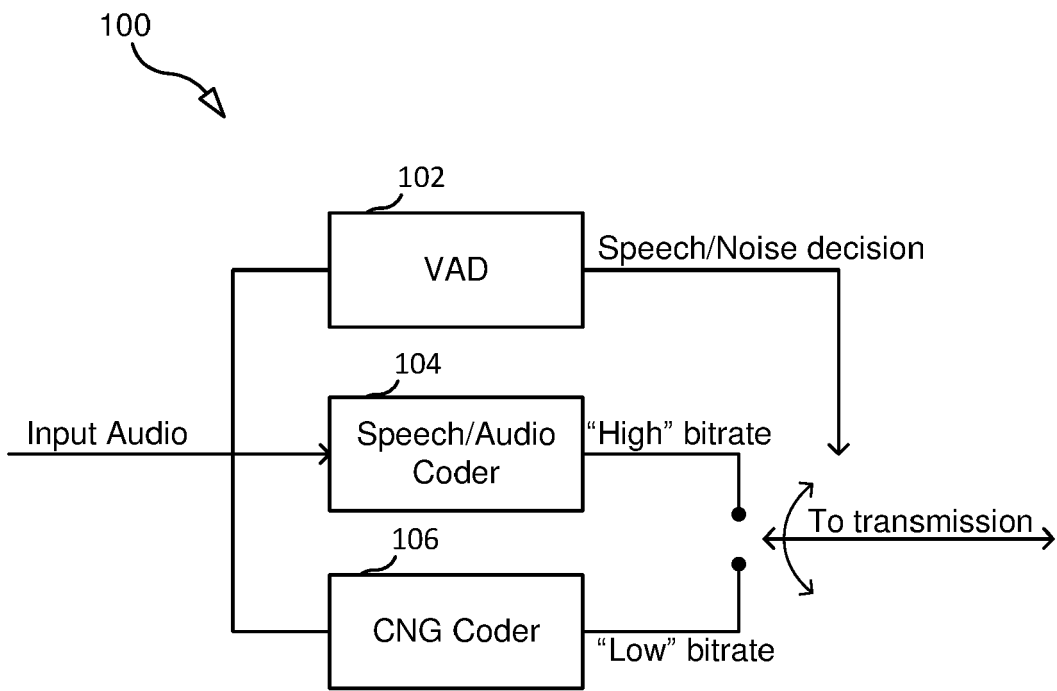 100
102
VAD
Speech/Noise decision
104
Input Audio
Speech/Audio
Coder
“High” bitrate
To transmission
106
CNG Coder
“Low” bitrate